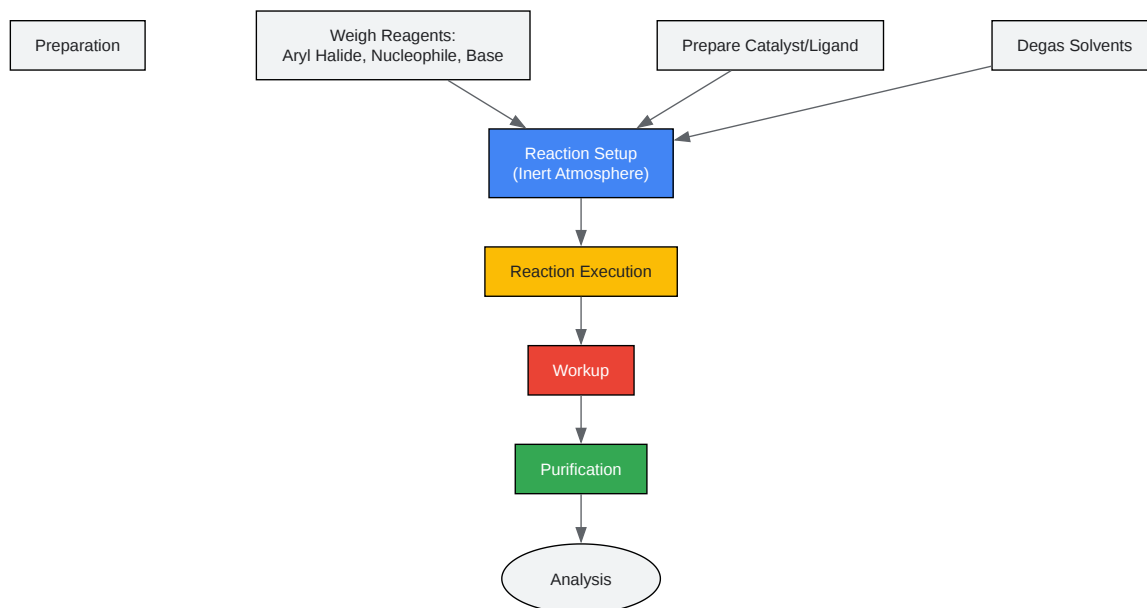 Preparation
Weigh Reagents:
Aryl Halide, Nucleophile, Base
Prepare Catalyst/Ligand
Degas Solvents
Reaction Setup
(Inert Atmosphere)
Reaction Execution
Workup
Purification
Analysis